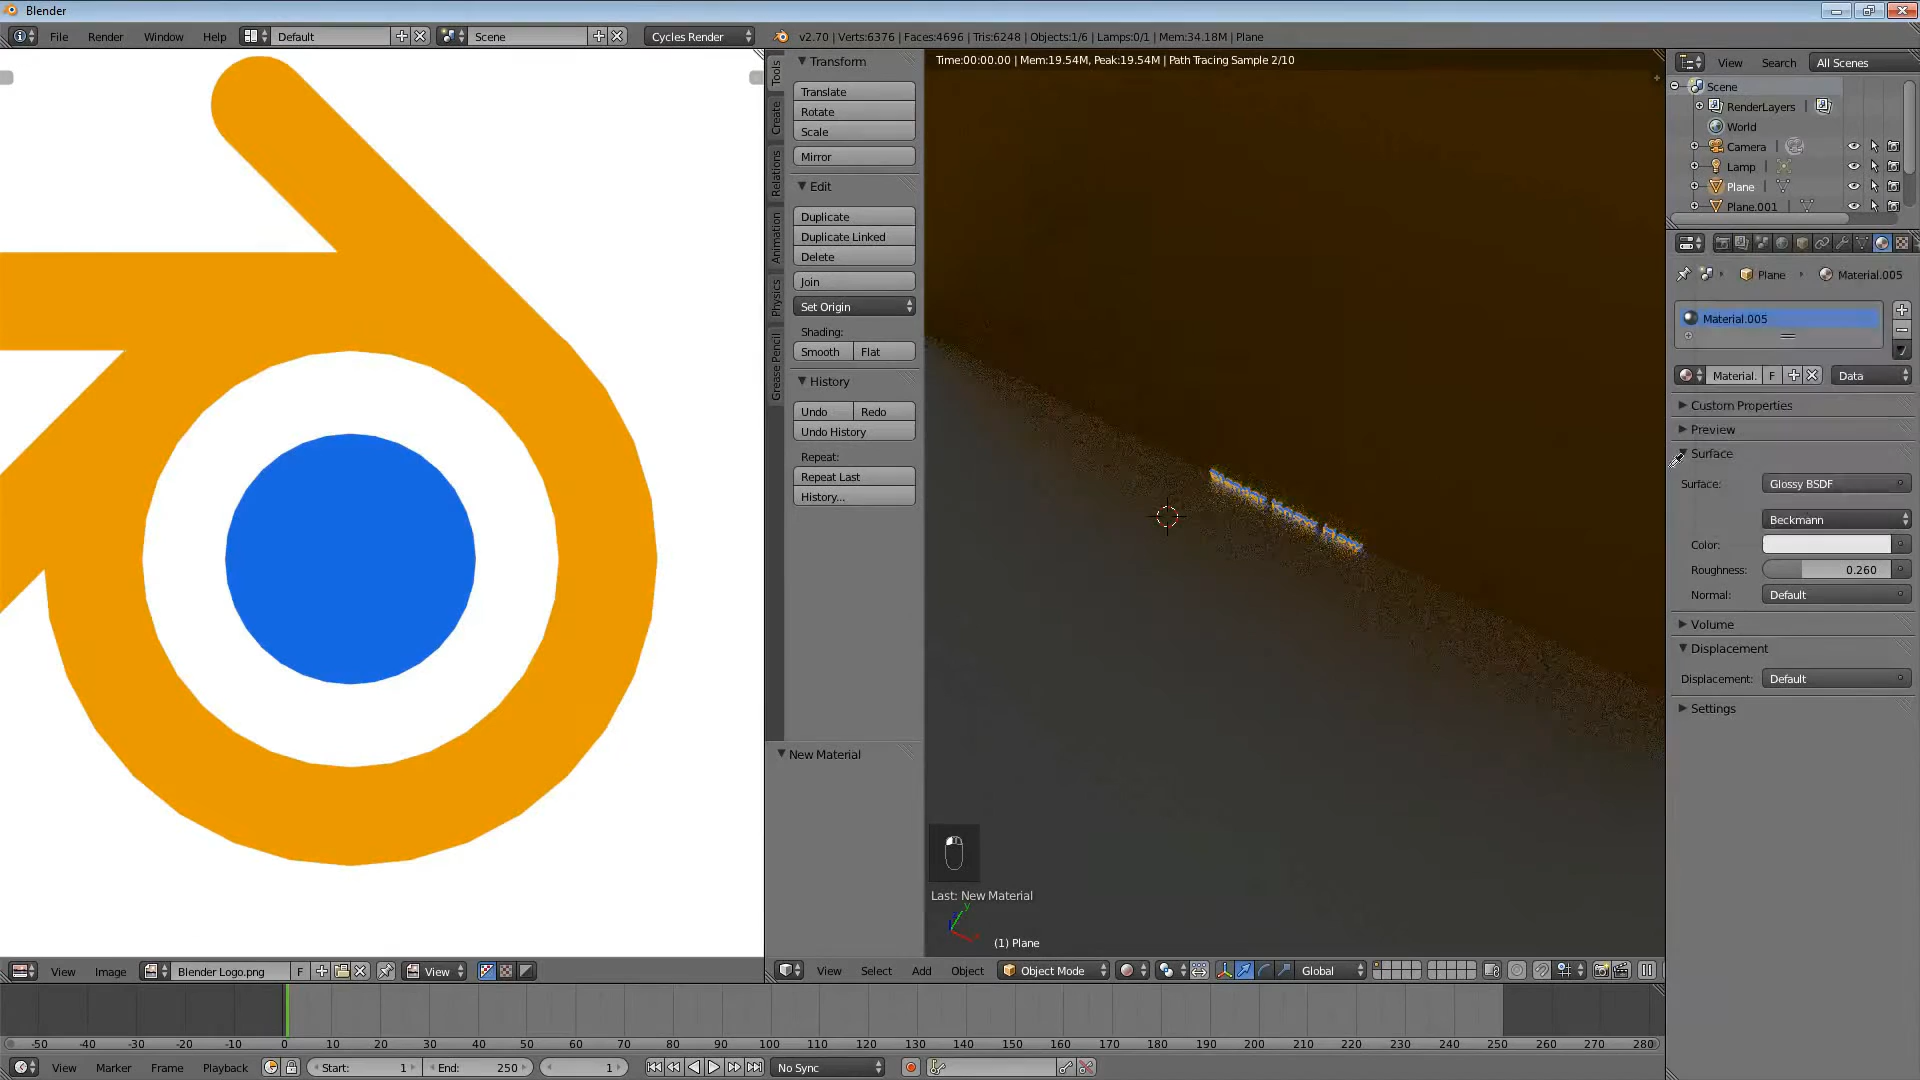 Blender
File Render Window Help Default Scene Cycles Render v2.70 | Verts:6376 | Faces:4696 | Tris:6248 | Objects:1/6 | Lamps:0/1 | Mem:34.18M | Plane
Time:00:00.00 | Mem:19.54M, Peak:19.54M | Path Tracing Sample 2/10
Tools
Create
Relations
Animation
Physics
Grease Pencil
Transform
Translate
Rotate
Scale
Mirror
Edit
Duplicate
Duplicate Linked
Delete
Join
Set Origin
Shading:
Smooth Flat
History
Undo Redo
Undo History
Repeat:
Repeat Last
History...
New Material
Last: New Material
y
(1) Plane
View Search All Scenes
Scene
RenderLayers
World
Camera
Lamp
Plane
Plane.001
Plane Material.005
Material.005
Material. F Data
Custom Properties
Preview
Surface
Surface: Glossy BSDF
Beckmann
Color:
Roughness: 0.260
Normal: Default
Volume
Displacement
Displacement: Default
Settings
View Image Blender Logo.png F View
View Select Add Object Object Mode Global
-50 -40 -30 -20 -10 0 10 20 30 40 50 60 70 80 90 100 110 120 130 140 150 160 170 180 190 200 210 220 230 240 250 260 270 280
View Marker Frame Playback Start: 1 End: 250 1 No Sync